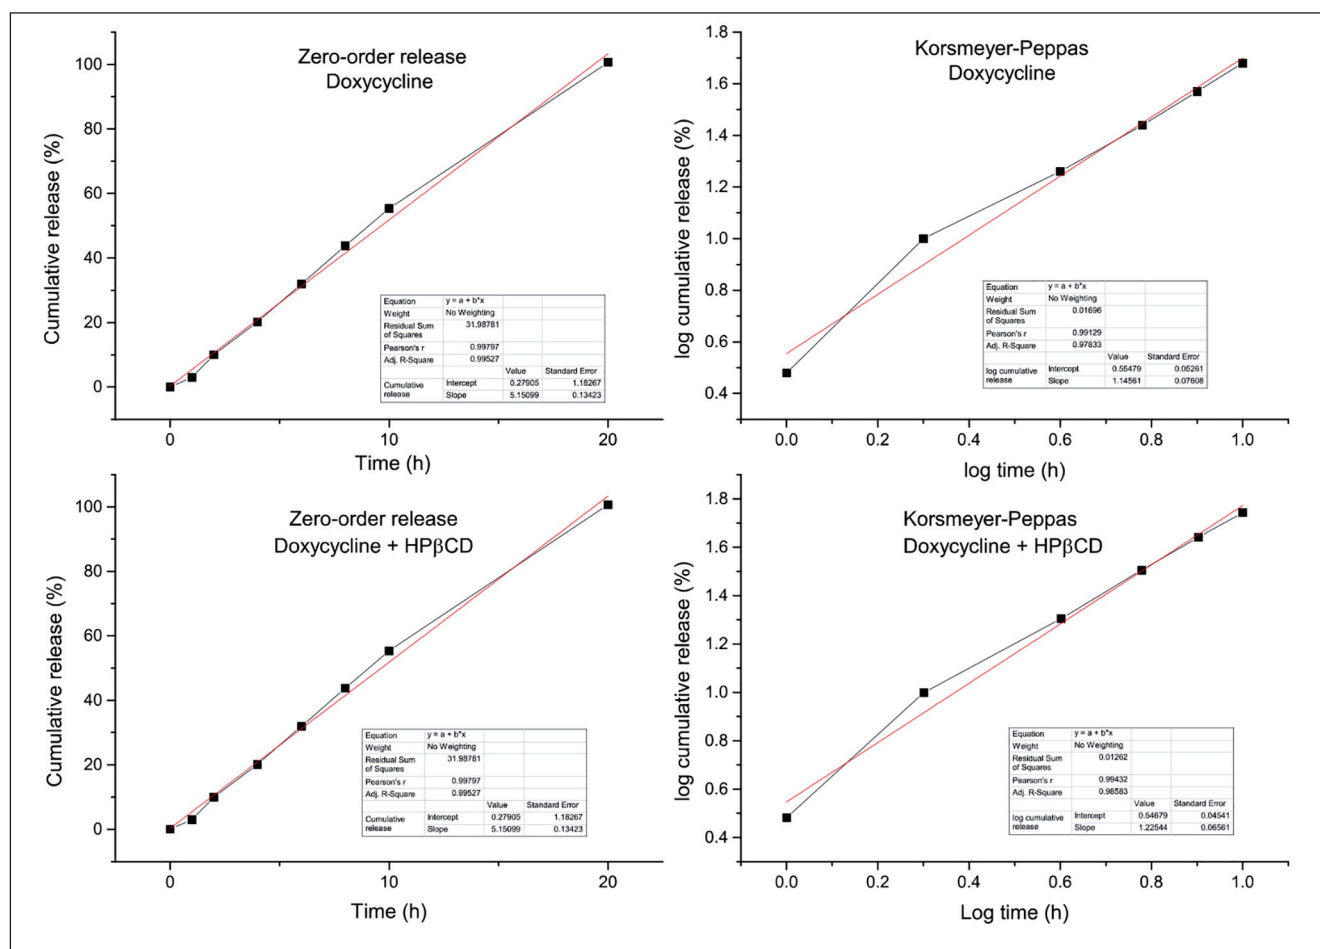 Zero-order release
Doxycycline
Cumulative release (%)
100
80
60
40
20
0
0
10
20
Time (h)
Equation y = a + b*x
Weight No Weighting
Residual Sum of Squares 31.98781
Pearson's r 0.99797
Adj. R-Square 0.99527
Value Standard Error
Cumulative release Intercept 0.27905 1.18267
Slope 5.15099 0.13423
Korsmeyer-Peppas
Doxycycline
log cumulative release (%)
1.8
1.6
1.4
1.2
1.0
0.8
0.6
0.4
0.0
0.2
0.4
0.6
0.8
1.0
log time (h)
Equation y = a + b*x
Weight No Weighting
Residual Sum of Squares 0.01696
Pearson's r 0.99129
Adj. R-Square 0.97833
Value Standard Error
log cumulative release Intercept 0.55479 0.05261
Slope 1.14561 0.07608
Zero-order release
Doxycycline + HPβCD
Cumulative release (%)
100
80
60
40
20
0
0
10
20
Time (h)
Equation y = a + b*x
Weight No Weighting
Residual Sum of Squares 31.98781
Pearson's r 0.99797
Adj. R-Square 0.99527
Value Standard Error
Cumulative release Intercept 0.27905 1.18267
Slope 5.15099 0.13423
Korsmeyer-Peppas
Doxycycline + HPβCD
log cumulative release (%)
1.8
1.6
1.4
1.2
1.0
0.8
0.6
0.4
0.0
0.2
0.4
0.6
0.8
1.0
Log time (h)
Equation y = a + b*x
Weight No Weighting
Residual Sum of Squares 0.01262
Pearson's r 0.99432
Adj. R-Square 0.98583
Value Standard Error
log cumulative release Intercept 0.54679 0.04541
Slope 1.22544 0.06561